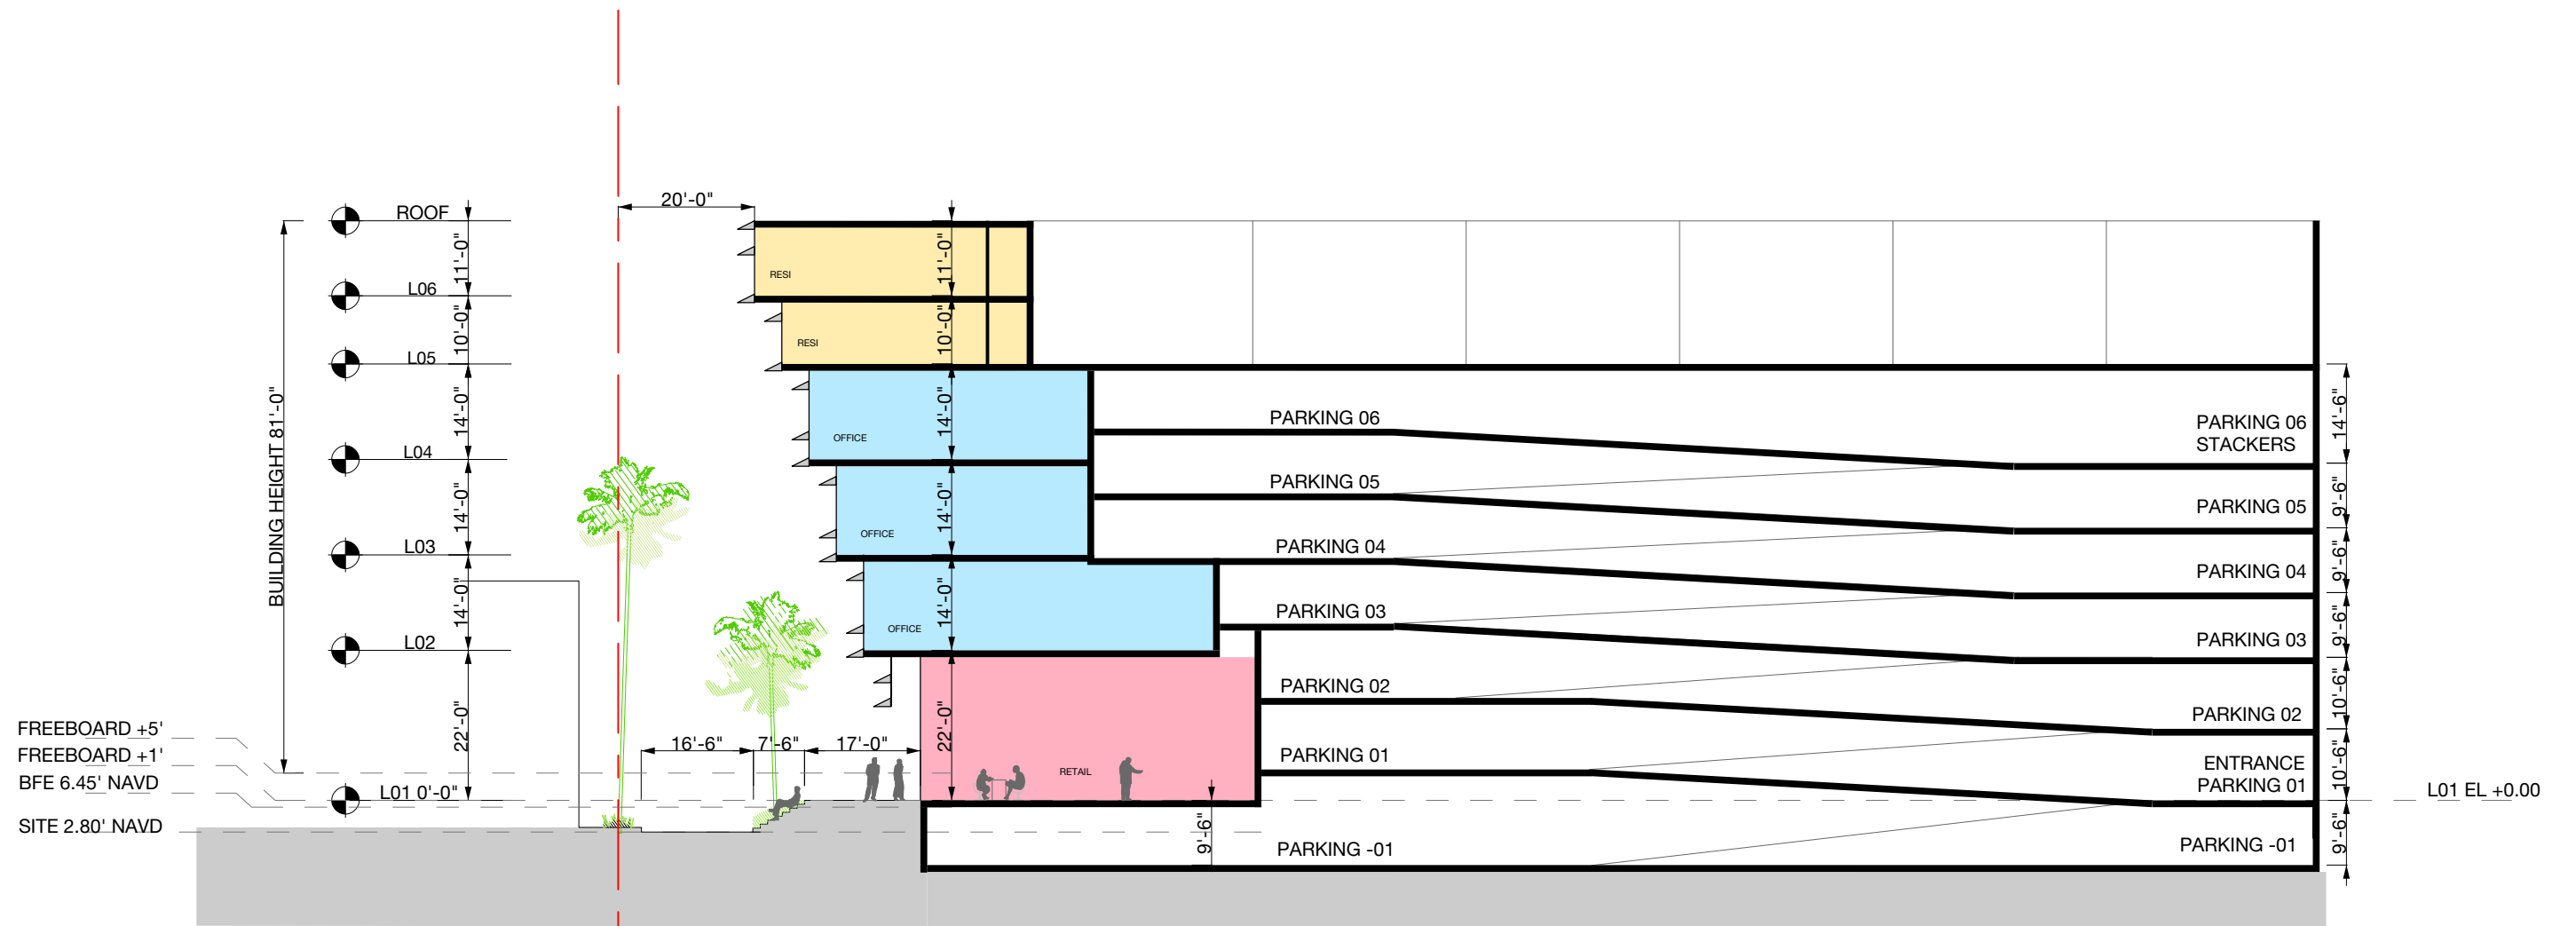 20'-0"
ROOF
11'-0"
11'-0"
RESI
L06
10'-0"
10'-0"
RESI
L05
BUILDING HEIGHT 81'-0"
14'-0"
14'-0"
OFFICE
PARKING 06
PARKING 06
STACKERS
14'-6"
L04
14'-0"
14'-0"
OFFICE
PARKING 05
PARKING 05
9'-6"
L03
PARKING 04
PARKING 04
9'-6"
14'-0"
14'-0"
OFFICE
PARKING 03
PARKING 03
9'-6"
L02
22'-0"
22'-0"
PARKING 02
PARKING 02
10'-6"
FREEBOARD +5'
16'-6"
7'-6"
17'-0"
FREEBOARD +1'
RETAIL
PARKING 01
ENTRANCE
PARKING 01
10'-6"
BFE 6.45' NAVD
L01 0'-0"
L01 EL +0.00
SITE 2.80' NAVD
9'-6"
PARKING -01
PARKING -01
9'-6"